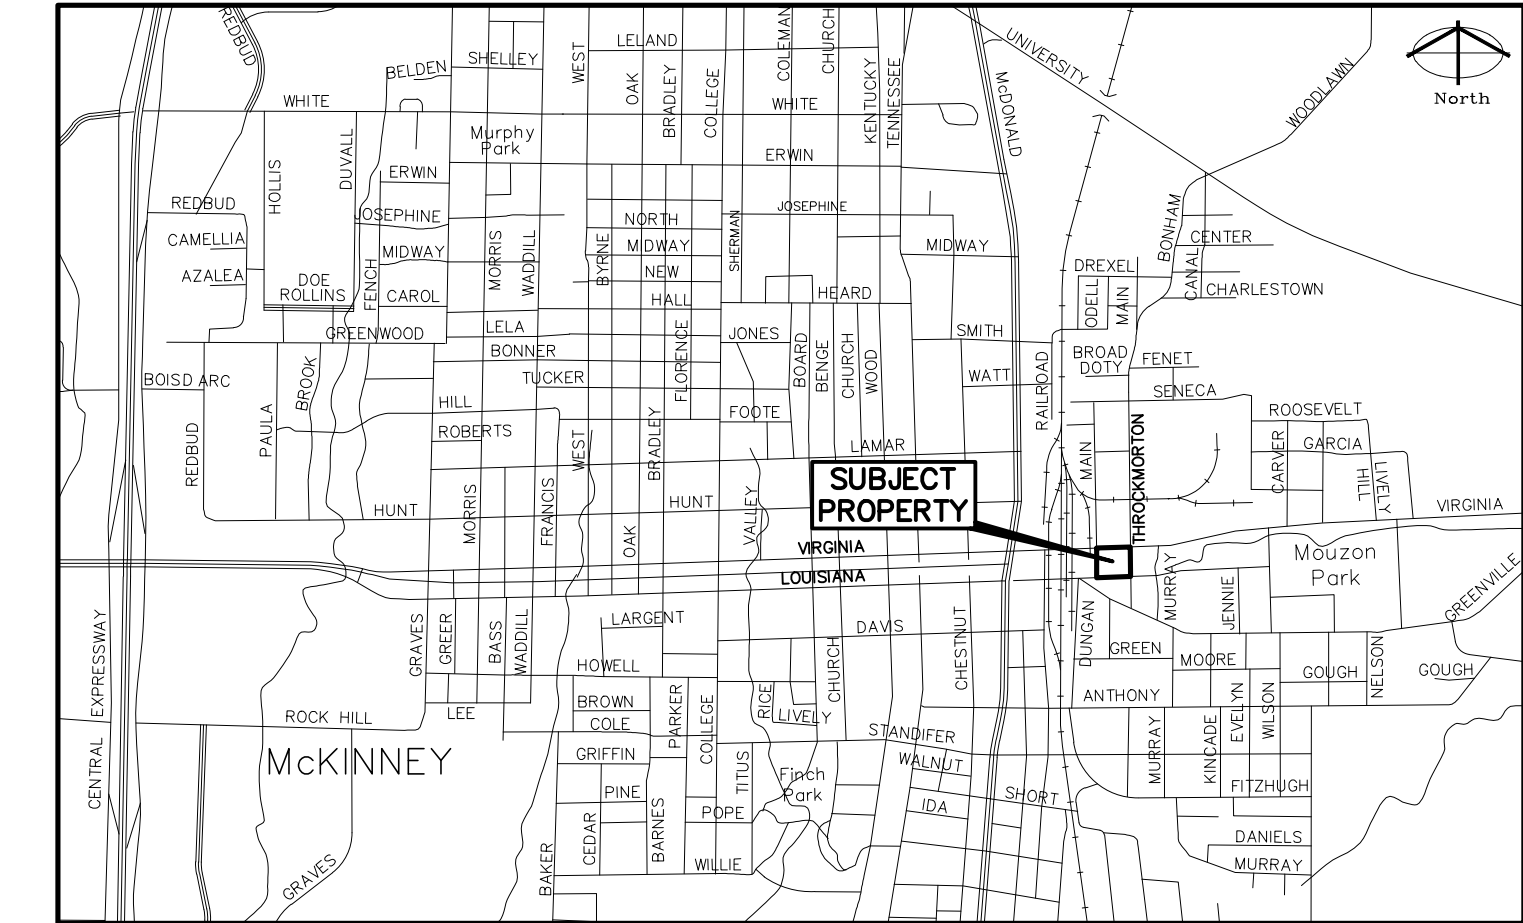 REDBUD
LELAND
COLEMAN
CHURCH
UNIVERSITY
SHELLEY
BELDEN
WEST
OAK
BRADLEY
COLLEGE
KENTUCKY
TENNESSEE
McDONALD
WOODLAWN
North
WHITE
WHITE
Murphy
Park
ERWIN
DUVALL
HOLLIS
ERWIN
REDBUD
JOSEPHINE
JOSEPHINE
NORTH
SHERMAN
BONHAM
CAMELLIA
MIDWAY
MORRIS
WADDILL
BYRNE
MIDWAY
MIDWAY
CENTER
AZALEA
NEW
DREXEL
CANAL
DOE
ROLLINS
FENCH
CAROL
HALL
HEARD
ODELL
MAIN
CHARLESTOWN
GREENWOOD
LELA
JONES
SMITH
BONNER
FLORENCE
BOARD
BENGE
CHURCH
WOOD
BROAD
DOTY
FENET
BOISD ARC
BROOK
TUCKER
WATT
RAILROAD
SENECA
HILL
FOOTE
ROOSEVELT
REDBUD
PAULA
ROBERTS
WEST
BRADLEY
LAMAR
MAIN
THROCKMORTON
CARVER
GARCIA
SUBJECT
PROPERTY
HILL
LIVELY
HUNT
MORRIS
FRANCIS
OAK
HUNT
VALLEY
VIRGINIA
VIRGINIA
LOUISIANA
Mouzon
Park
MURRAY
JENNIE
GREENVILLE
CENTRAL EXPRESSWAY
GRAVES
GREER
BASS
WADDILL
LARGENT
DAVIS
CHESTNUT
DUNGAN
GREEN
HOWELL
CHURCH
MOORE
GOUGH
NELSON
GOUGH
ROCK HILL
LEE
BROWN
PARKER
COLLEGE
RICE
LIVELY
ANTHONY
COLE
STANDIFER
MURRAY
KINCADE
EVELYN
WILSON
McKINNEY
GRIFFIN
TITUS
Finch
Park
WALNUT
PINE
SHORT
FITZHUGH
POPE
IDA
CEDAR
BARNES
DANIELS
GRAVES
BAKER
WILLIE
MURRAY